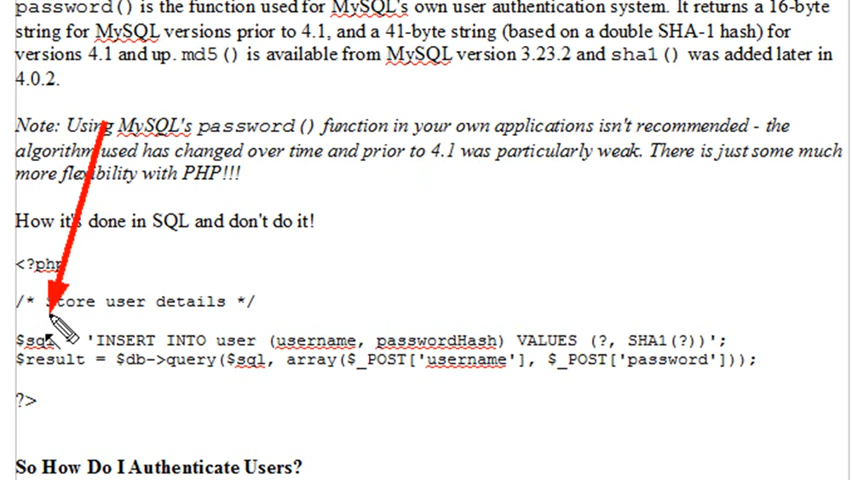 password() is the function used for MySQL's own user authentication system. It returns a 16-byte
string for MySQL versions prior to 4.1, and a 41-byte string (based on a double SHA-1 hash) for
versions 4.1 and up. md5() is available from MySQL version 3.23.2 and sha1() was added later in
4.0.2.
Note: Using MySQL's password() function in your own applications isn't recommended - the
algorithm used has changed over time and prior to 4.1 was particularly weak. There is just some much
more flexibility with PHP!!!
How it's done in SQL and don't do it!
<?php
/* Store user details */
$sql = 'INSERT INTO user (username, passwordHash) VALUES (?, SHA1(?))';
$result = $db->query($sql, array($_POST['username'], $_POST['password']));
?>
So How Do I Authenticate Users?